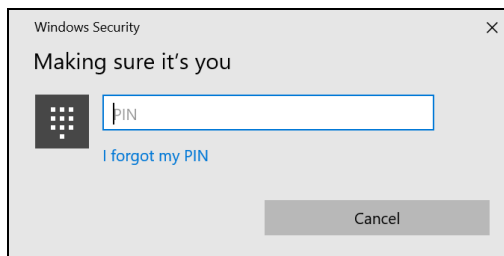 Windows Security
Making sure it's you
PIN
I forgot my PIN
Cancel